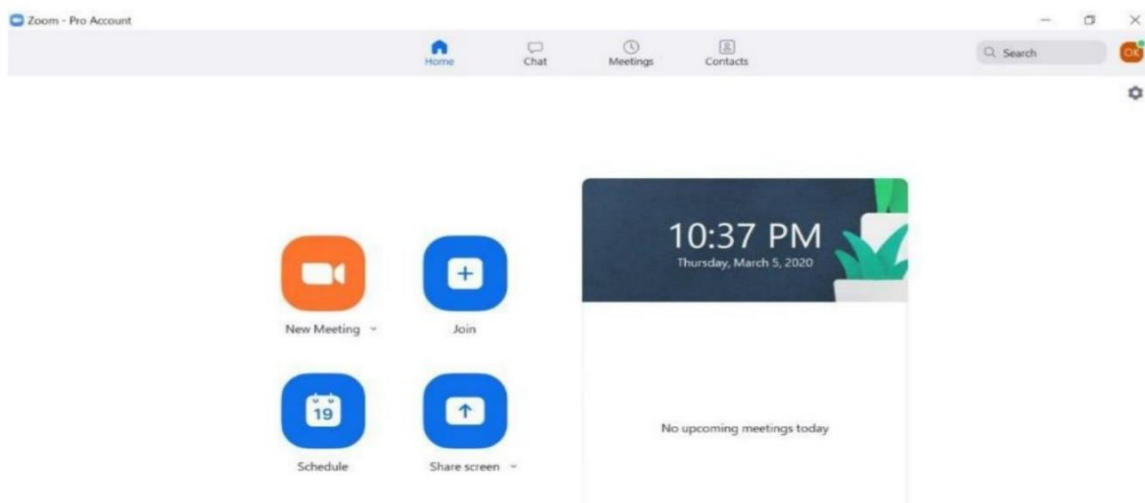 Zoom - Pro Account
Home
Chat
Meetings
Contacts
Search
OK
10:37 PM
Thursday, March 5, 2020
New Meeting
Join
19
Schedule
Share screen
No upcoming meetings today